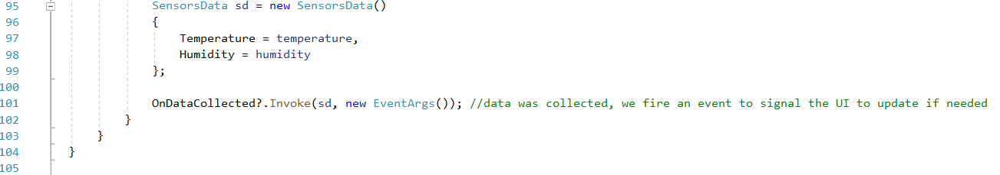 95 SensorsData sd = new SensorsData()
96 {
97 Temperature = temperature,
98 Humidity = humidity
99 };
100
101 OnDataCollected?.Invoke(sd, new EventArgs()); //data was collected, we fire an event to signal the UI to update if needed
102 }
103 }
104 }
105